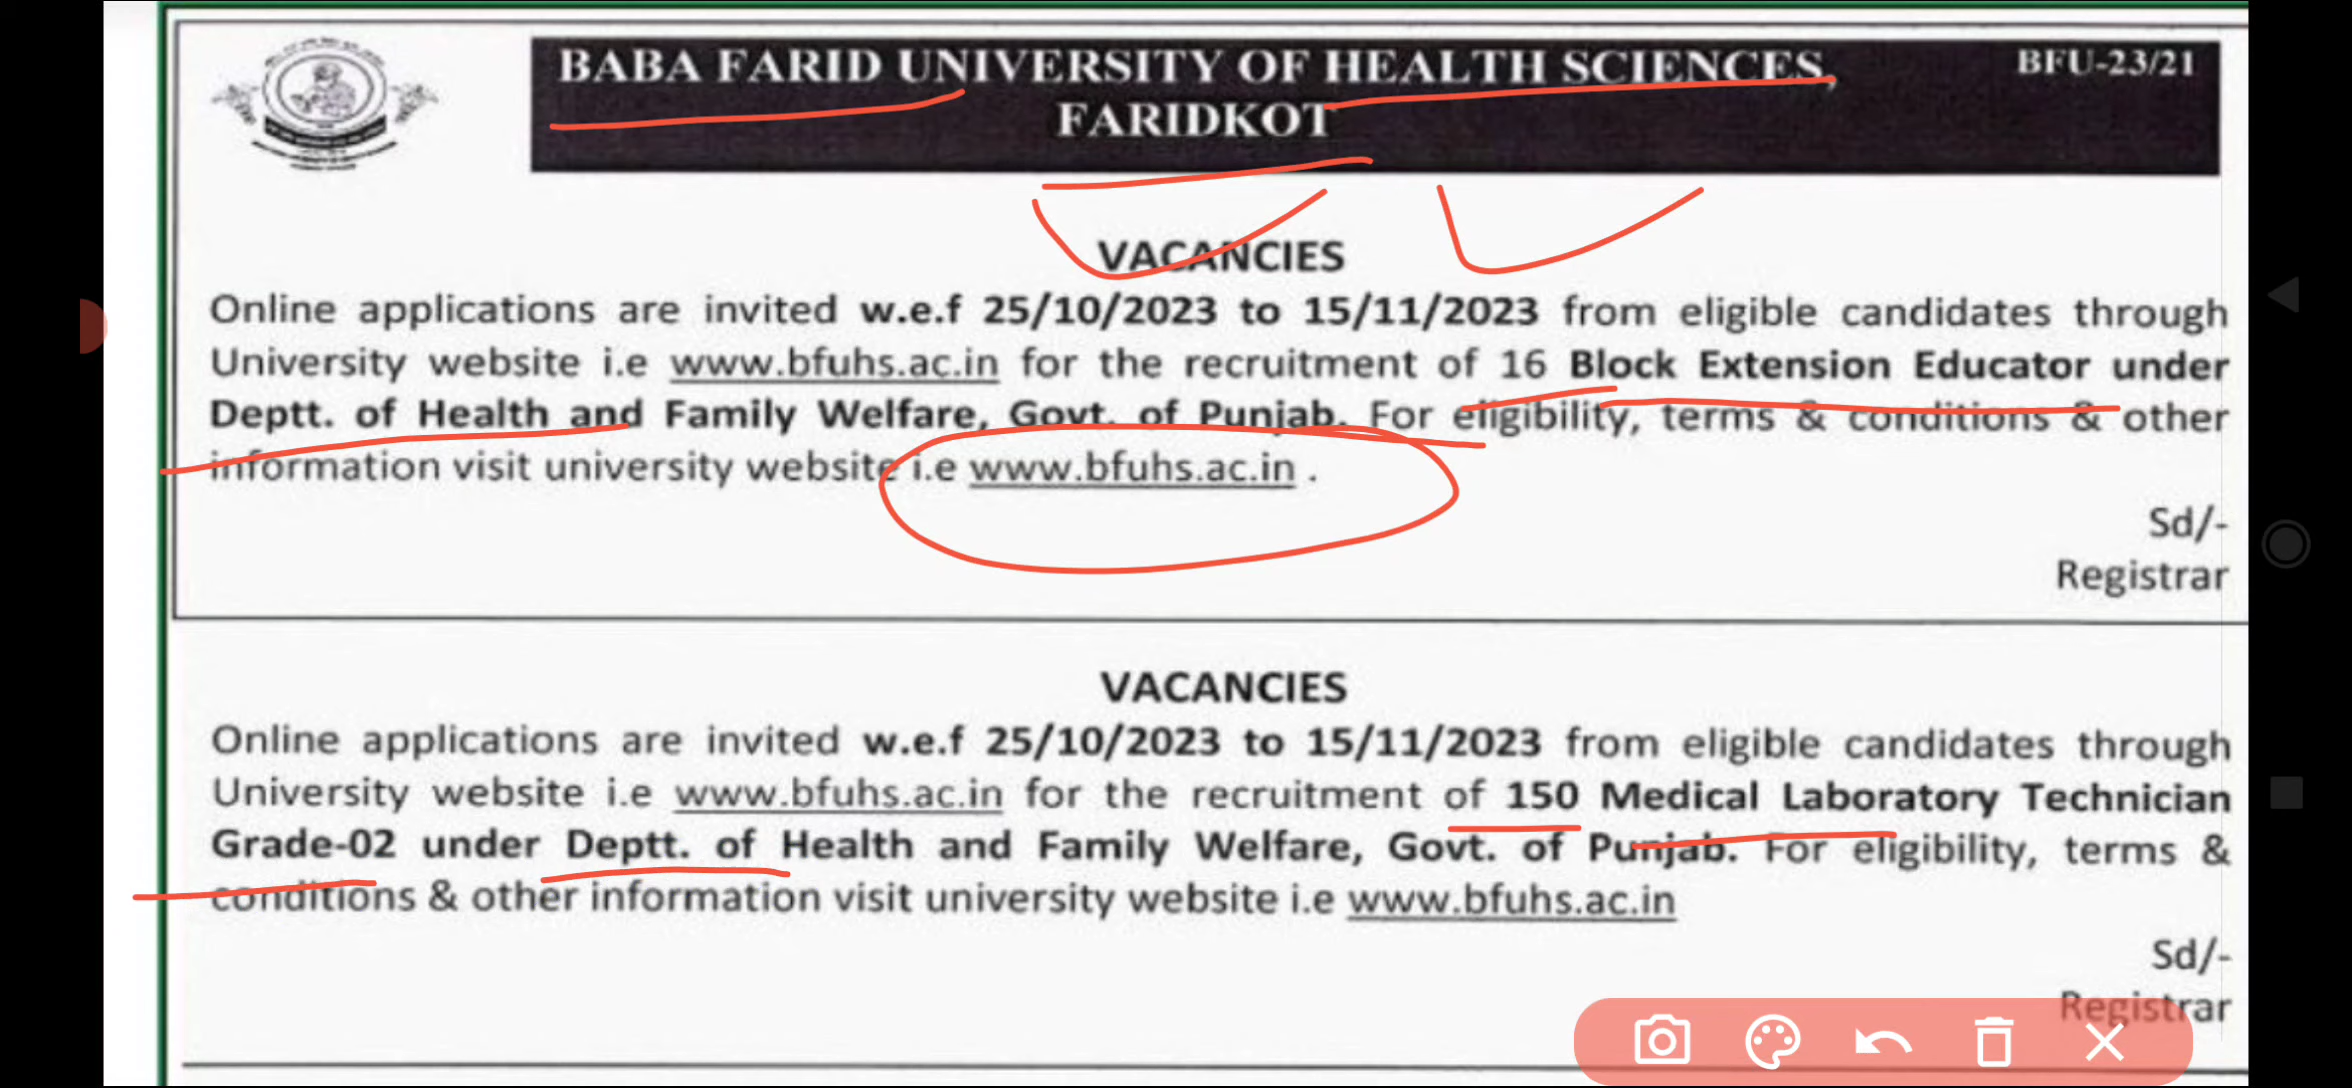 BABA FARID UNIVERSITY OF HEALTH SCIENCES,
FARIDKOT
BFU-23/21
VACANCIES
Online applications are invited w.e.f 25/10/2023 to 15/11/2023 from eligible candidates through
University website i.e www.bfuhs.ac.in for the recruitment of 16 Block Extension Educator under
Deptt. of Health and Family Welfare, Govt. of Punjab. For eligibility, terms & conditions & other
information visit university website i.e www.bfuhs.ac.in .
Sd/-
Registrar
VACANCIES
Online applications are invited w.e.f 25/10/2023 to 15/11/2023 from eligible candidates through
University website i.e www.bfuhs.ac.in for the recruitment of 150 Medical Laboratory Technician
Grade-02 under Deptt. of Health and Family Welfare, Govt. of Punjab. For eligibility, terms &
conditions & other information visit university website i.e www.bfuhs.ac.in
Sd/-
Registrar